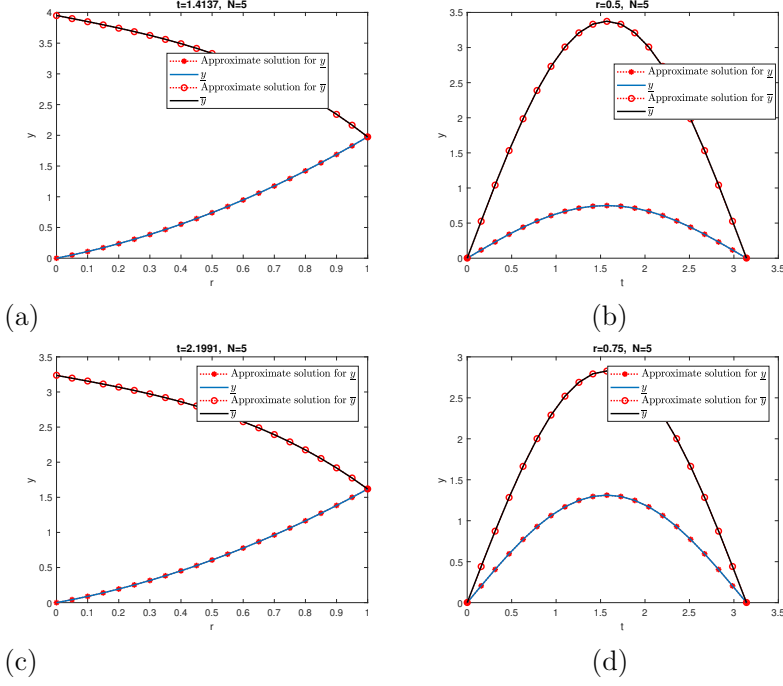 t=1.4137, N=5
4
3.5
3
2.5
2
1.5
1
0.5
0
y
Approximate solution for y
y
Approximate solution for y̅
y̅
0 0.1 0.2 0.3 0.4 0.5 0.6 0.7 0.8 0.9 1
r
(a)
r=0.5, N=5
3.5
3
2.5
2
1.5
1
0.5
0
y
Approximate solution for y̲
y̲
Approximate solution for y̅
y̅
0 0.5 1 1.5 2 2.5 3 3.5
t
(b)
t=2.1991, N=5
3.5
3
2.5
2
1.5
1
0.5
0
y
Approximate solution for y̲
y̲
Approximate solution for y̅
y̅
0 0.1 0.2 0.3 0.4 0.5 0.6 0.7 0.8 0.9 1
r
(c)
r=0.75, N=5
3
2.5
2
1.5
1
0.5
0
y
Approximate solution for y̲
y̲
Approximate solution for y̅
y̅
0 0.5 1 1.5 2 2.5 3 3.5
t
(d)